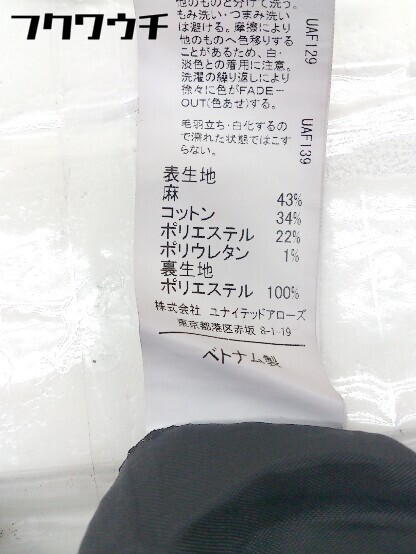 フクワウチ
他のものと分けて洗う。
もみ洗い・つまみ洗い
は避ける。摩擦により
他のものへ色移りする
ことがあるため、白・
淡色との着用に注意。
洗濯の繰り返しにより
徐々に色がFADE－
OUT(色あせ)する。
毛羽立ち・白化するの
で濡れた状態ではこす
らない。
UAF129
UAF139
表生地
麻 43%
コットン 34%
ポリエステル 22%
ポリウレタン 1%
裏生地
ポリエステル 100%
株式会社 ユナイテッドアローズ
東京都港区赤坂 8-1-19
ベトナム製